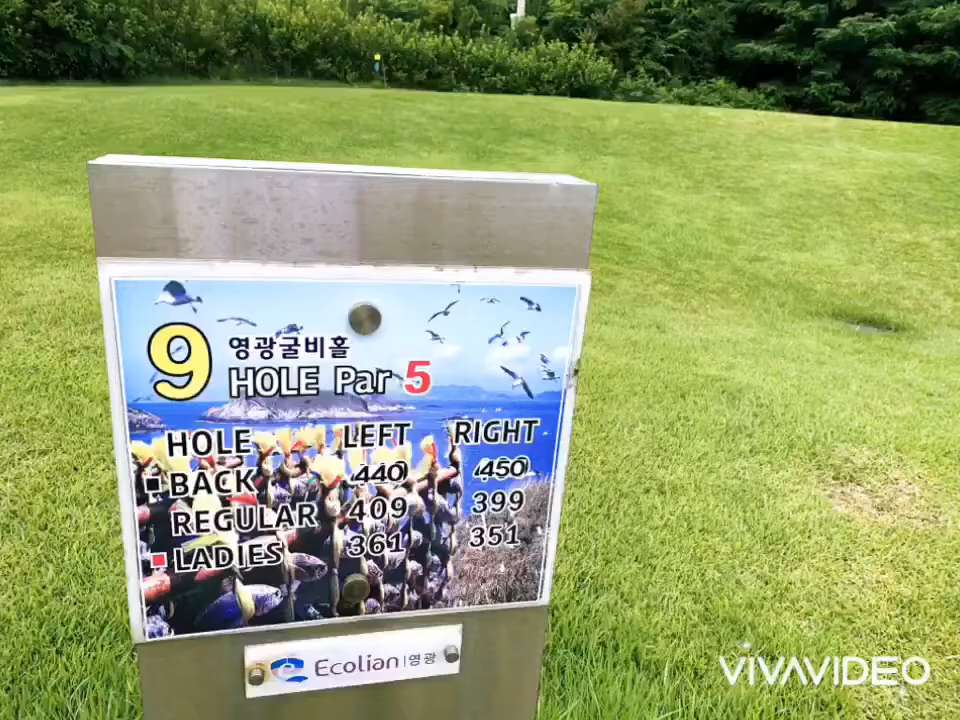 9 영광굴비홀
HOLE Par 5
HOLE LEFT RIGHT
BACK 440 450
REGULAR 409 399
LADIES 361 351
Ecolian | 영광
VIVAVIDEO